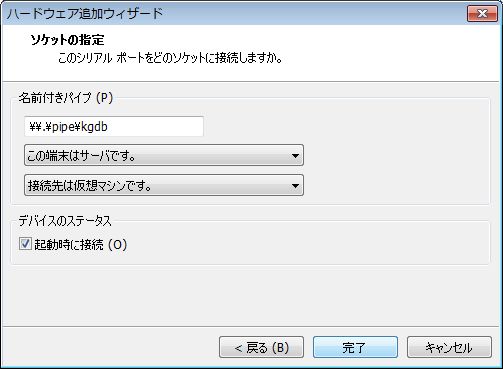 ハードウェア追加ウィザード
ソケットの指定
このシリアル ポートをどのソケットに接続しますか。
名前付きパイプ (P)
¥¥.¥pipe¥kgdb
この端末はサーバです。
接続先は仮想マシンです。
デバイスのステータス
起動時に接続 (O)
< 戻る (B)
完了
キャンセル